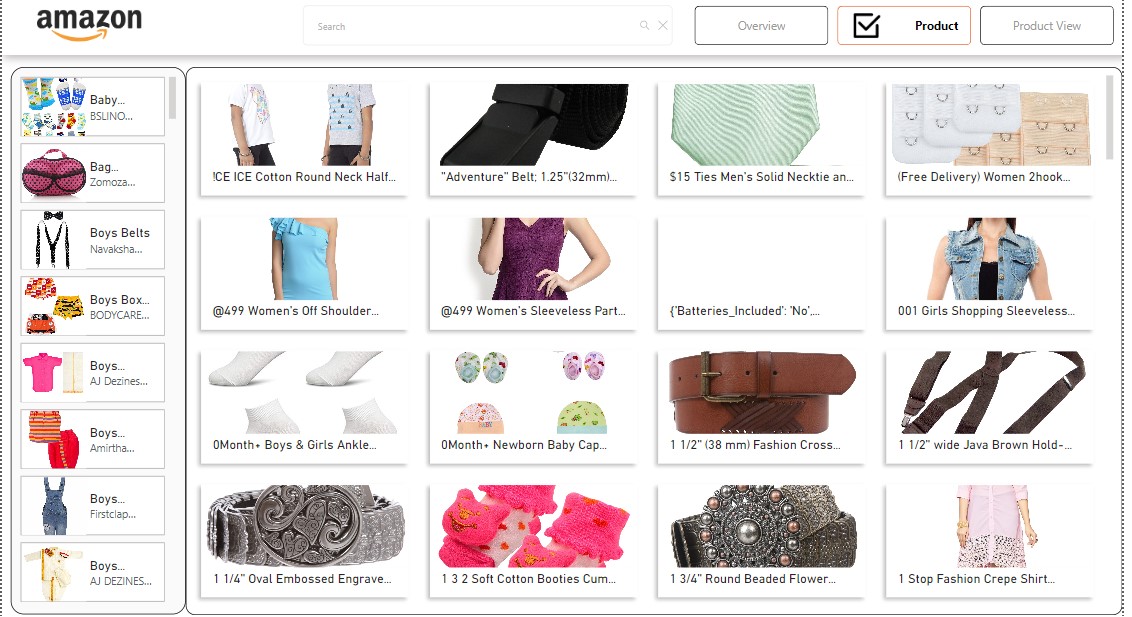 amazon
Search
Overview
Product
Product View
Baby...
BSLINO...
Bag...
Zomoza...
Boys Belts
Navaksha...
Boys Box...
BODYCARE...
Boys...
AJ Dezines...
Boys...
Amirtha...
Boys...
Firstclap...
Boys...
AJ DEZINES...
!CE ICE Cotton Round Neck Half...
"Adventure" Belt; 1.25"(32mm)...
$15 Ties Men's Solid Necktie an...
(Free Delivery) Women 2hook...
@499 Women's Off Shoulder...
@499 Women's Sleeveless Part...
{'Batteries_Included': 'No',...
001 Girls Shopping Sleeveless...
0Month+ Boys & Girls Ankle...
0Month+ Newborn Baby Cap...
1 1/2" (38 mm) Fashion Cross...
1 1/2" wide Java Brown Hold-...
1 1/4" Oval Embossed Engrave...
1 3 2 Soft Cotton Booties Cum...
1 3/4" Round Beaded Flower...
1 Stop Fashion Crepe Shirt...